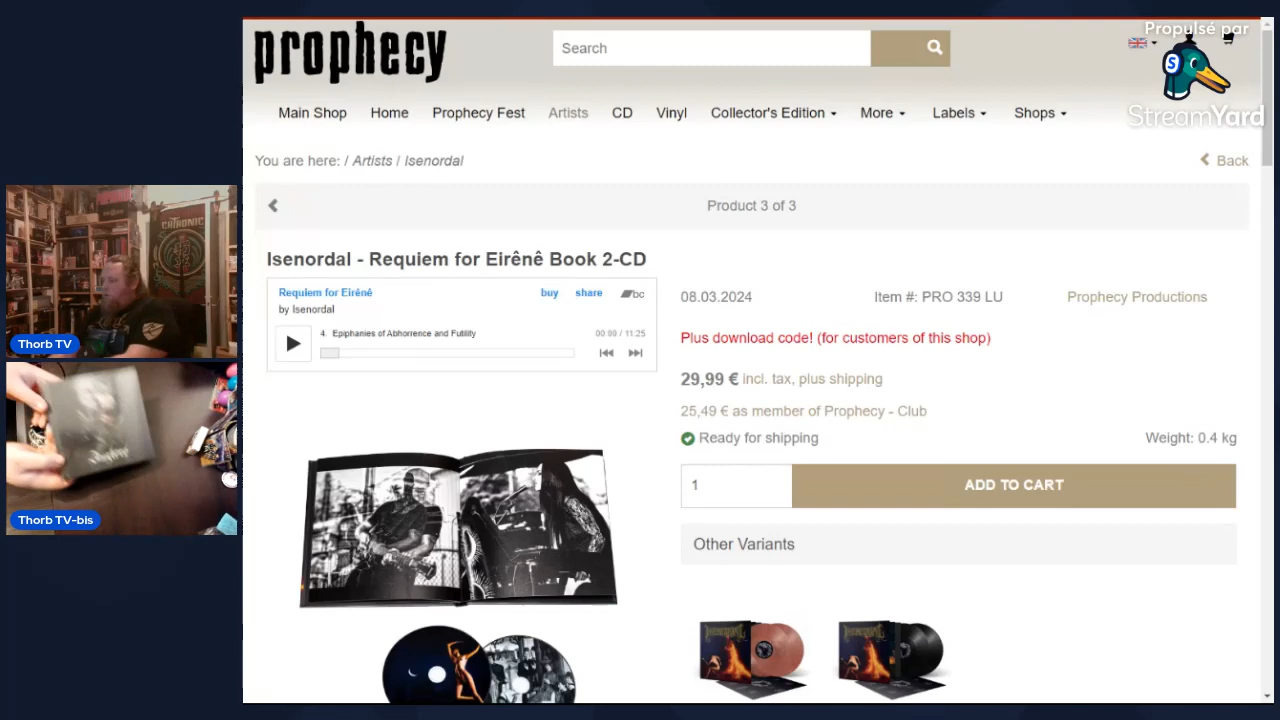 prophecy
Search
Propulsé par
StreamYard
Main Shop Home Prophecy Fest Artists CD Vinyl Collector's Edition More Labels Shops
You are here: / Artists / Isenordal
Back
Product 3 of 3
Isenordal - Requiem for Eirênê Book 2-CD
Requiem for Eirênê
buy share bc
by Isenordal
4. Epiphanies of Abhorrence and Futility
00:00 / 11:25
08.03.2024 Item #: PRO 339 LU Prophecy Productions
Plus download code! (for customers of this shop)
29,99 € incl. tax, plus shipping
25,49 € as member of Prophecy - Club
Ready for shipping Weight: 0.4 kg
1 ADD TO CART
Other Variants
Thorb TV
Thorb TV-bis